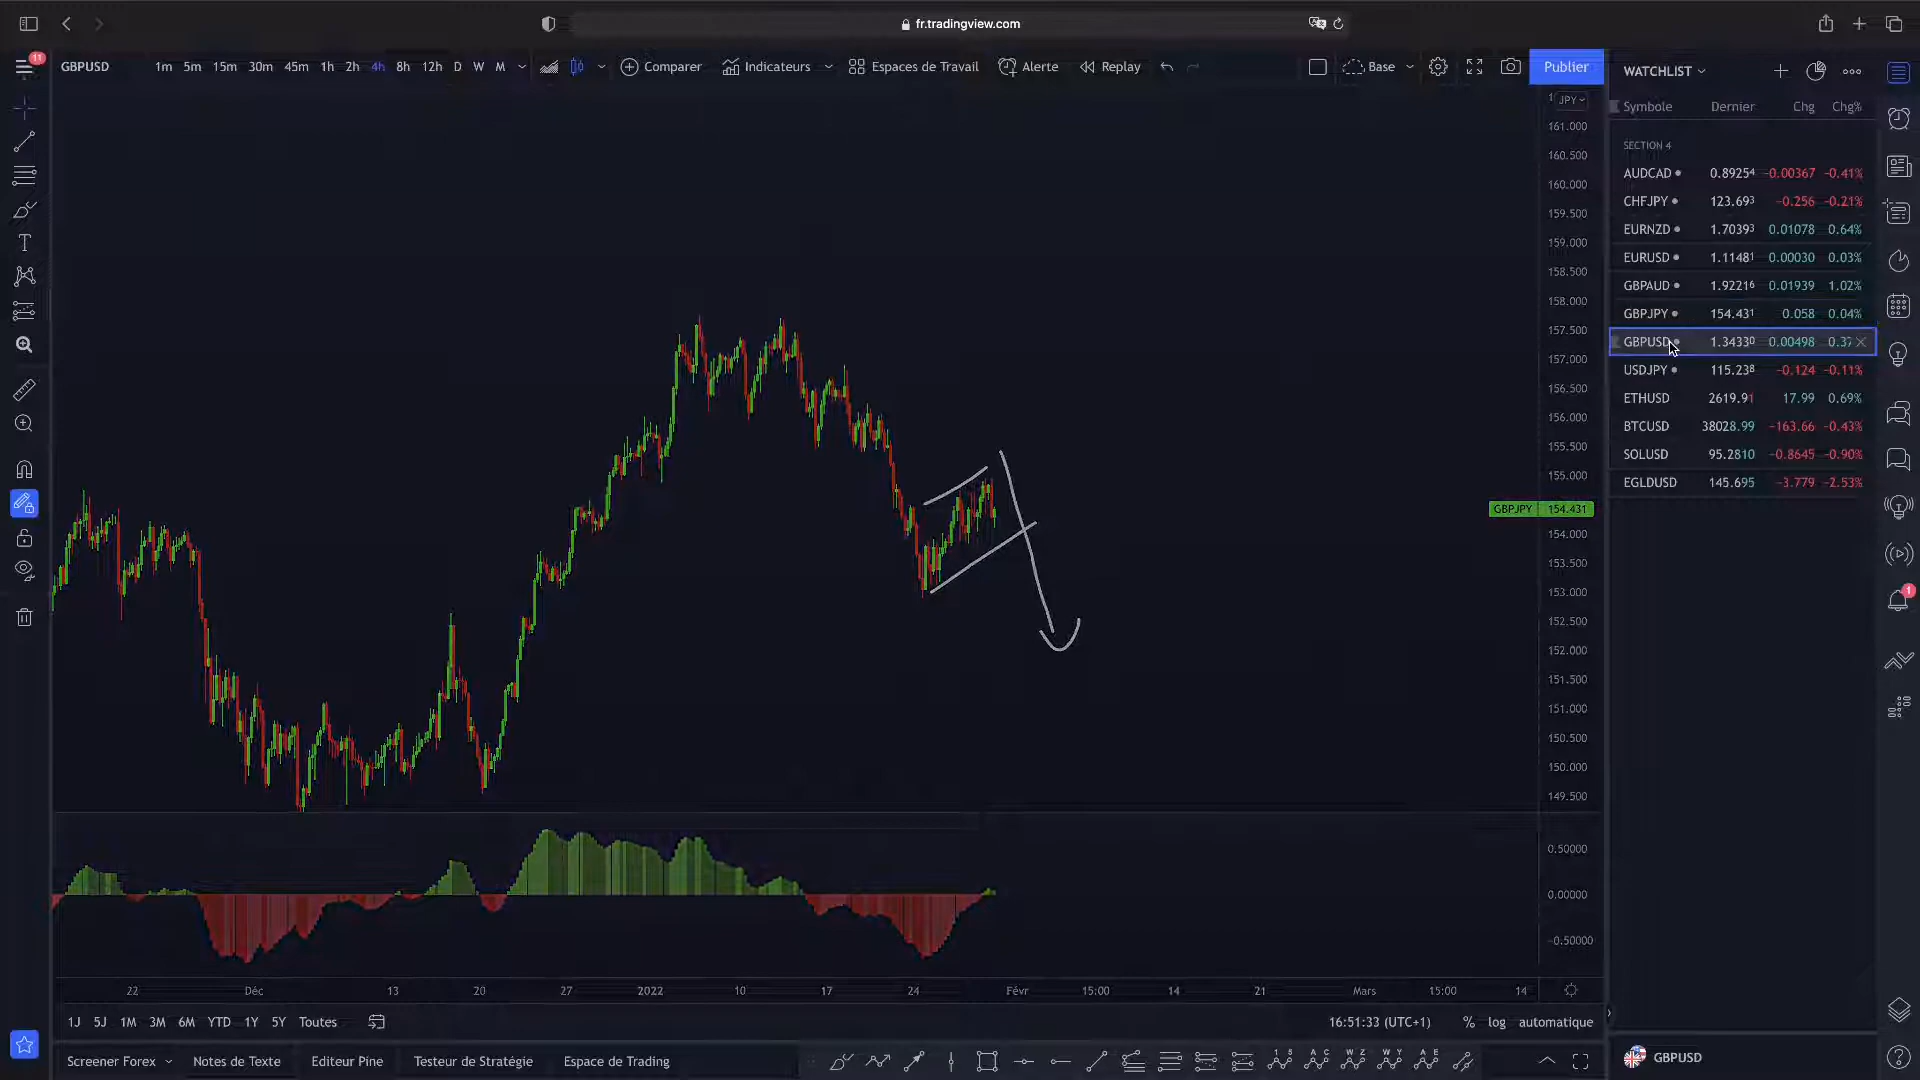 fr.tradingview.com
11
GBPUSD 1m 5m 15m 30m 45m 1h 2h 4h 8h 12h D W M Comparer Indicateurs Espaces de Travail Alerte Replay Base Publier
WATCHLIST
Symbole Dernier Chg Chg%
SECTION 4
AUDCAD 0.89254 -0.00367 -0.41%
CHFJPY 123.693 -0.256 -0.21%
EURNZD 1.70393 0.01078 0.64%
EURUSD 1.11481 0.00030 0.03%
GBPAUD 1.92216 0.01939 1.02%
GBPJPY 154.431 0.058 0.04%
GBPUSD 1.34330 0.00498
USDJPY 115.238 -0.124 -0.11%
ETHUSD 2619.91 17.99 0.69%
BTCUSD 38028.99 -163.66 -0.43%
SOLUSD 95.2810 -0.8645 -0.90%
EGLDUSD 145.695 -3.779 -2.53%
JPY
161.000
160.500
160.000
159.500
159.000
158.500
158.000
157.500
157.000
156.500
156.000
155.500
155.000
GBPJPY 154.431
154.000
153.500
153.000
152.500
152.000
151.500
151.000
150.500
150.000
149.500
0.50000
0.00000
-0.50000
1
22 Déc 13 20 27 2022 10 17 24 Févr 15:00 14 21 Mars 15:00 14
1J 5J 1M 3M 6M YTD 1Y 5Y Toutes 16:51:33 (UTC+1) % log automatique
Screener Forex Notes de Texte Editeur Pine Testeur de Stratégie Espace de Trading
GBPUSD